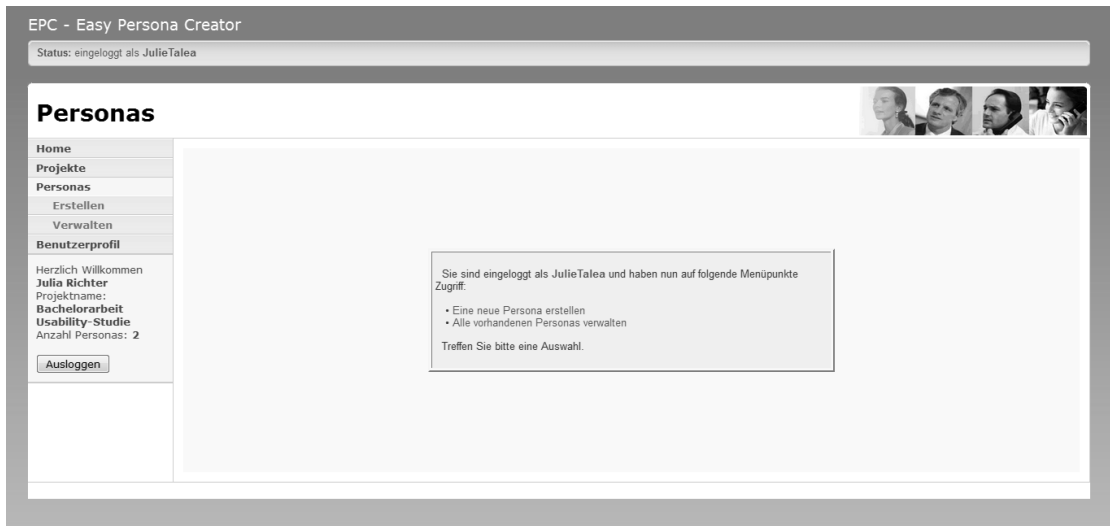 EPC - Easy Persona Creator
Status: eingeloggt als JulieTalea
Personas
Home
Projekte
Personas
Erstellen
Verwalten
Benutzerprofil
Herzlich Willkommen
Julia Richter
Projektname:
Bachelorarbeit
Usability-Studie
Anzahl Personas: 2
Ausloggen
Sie sind eingeloggt als JulieTalea und haben nun auf folgende Menüpunkte
Zugriff:
• Eine neue Persona erstellen
• Alle vorhandenen Personas verwalten
Treffen Sie bitte eine Auswahl.